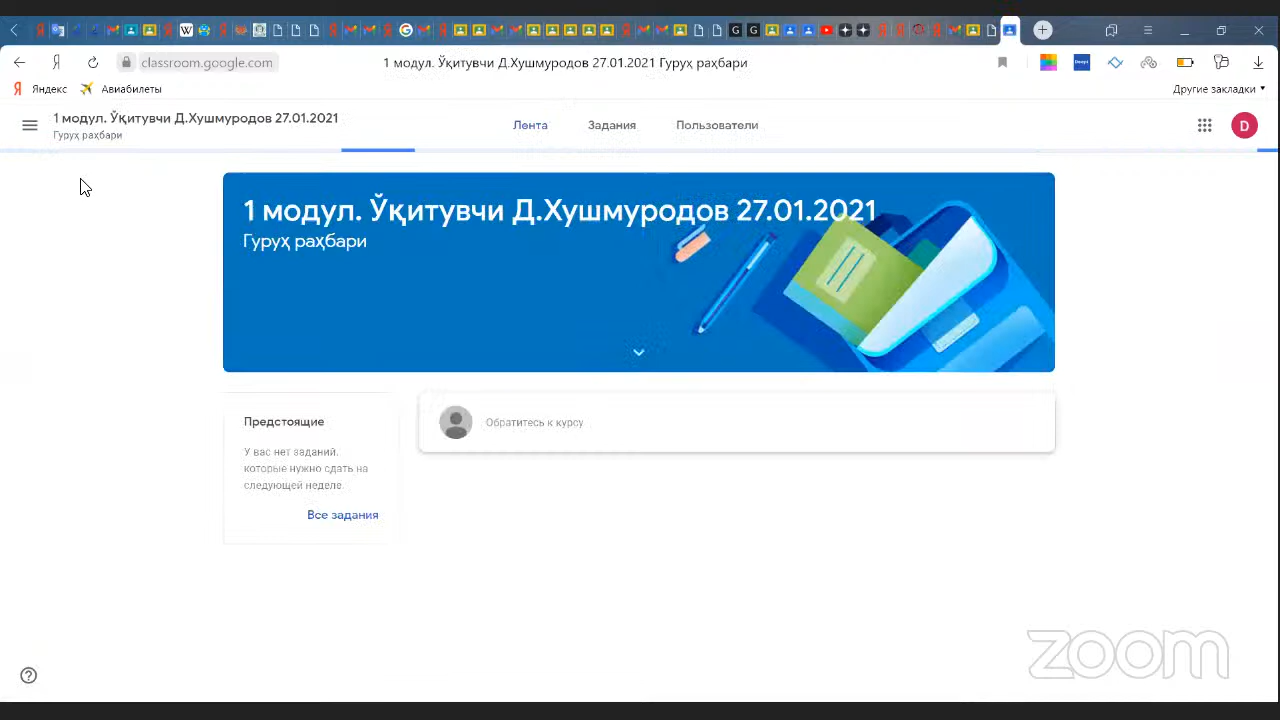 classroom.google.com
1 модул. Ўқитувчи Д.Хушмуродов 27.01.2021 Гуруҳ раҳбари
Яндекс
Авиабилеты
Другие закладки
1 модул. Ўқитувчи Д.Хушмуродов 27.01.2021
Гуруҳ раҳбари
Лента
Задания
Пользователи
D
1 модул. Ўқитувчи Д.Хушмуродов 27.01.2021
Гуруҳ раҳбари
Предстоящие
У вас нет заданий,
которые нужно сдать на
следующей неделе.
Все задания
Обратитесь к курсу
zoom